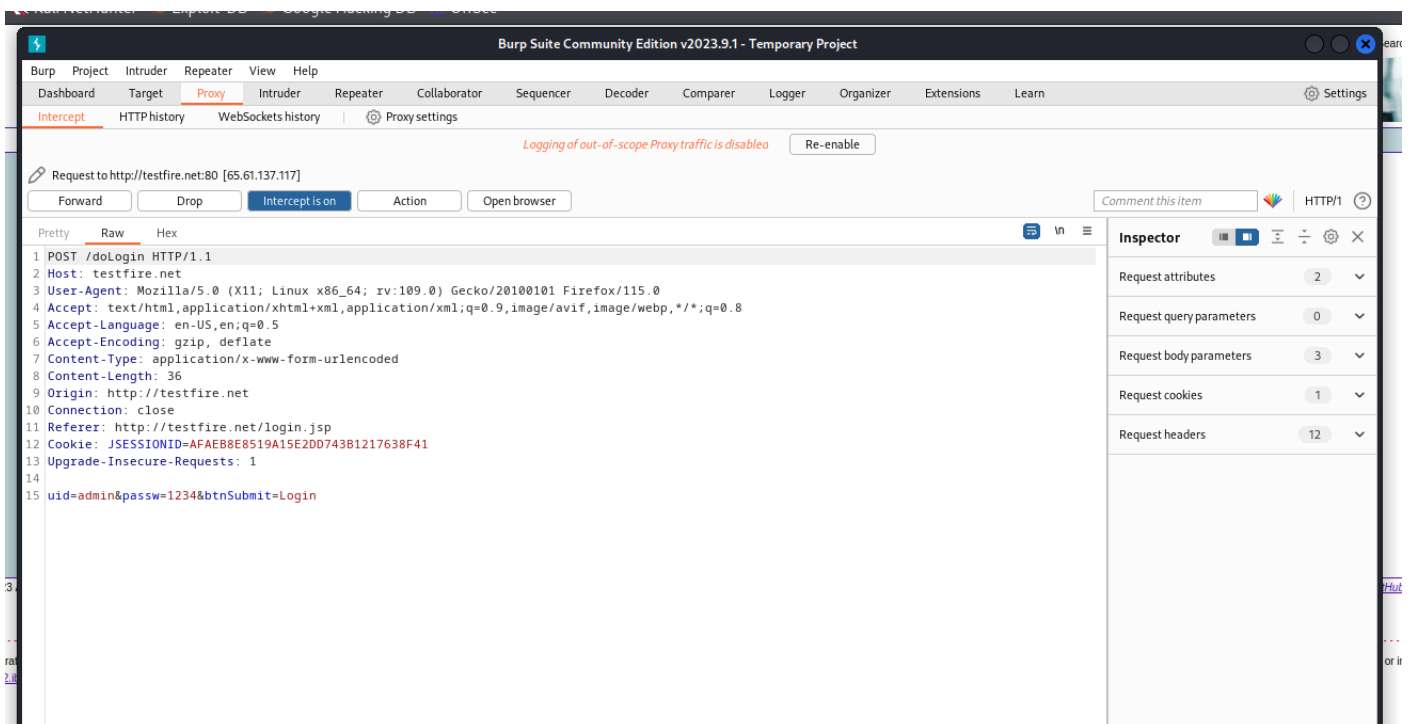 Burp Suite Community Edition v2023.9.1 - Temporary Project
Burp Project Intruder Repeater View Help
Dashboard Target Proxy Intruder Repeater Collaborator Sequencer Decoder Comparer Logger Organizer Extensions Learn Settings
Intercept HTTP history WebSockets history Proxy settings
Logging of out-of-scope Proxy traffic is disabled Re-enable
Request to http://testfire.net:80 [65.61.137.117]
Forward Drop Intercept is on Action Open browser Comment this item HTTP/1 ?
Pretty Raw Hex \n Inspector
1 POST /doLogin HTTP/1.1
2 Host: testfire.net
3 User-Agent: Mozilla/5.0 (X11; Linux x86_64; rv:109.0) Gecko/20100101 Firefox/115.0
4 Accept: text/html,application/xhtml+xml,application/xml;q=0.9,image/avif,image/webp,*/*;q=0.8
5 Accept-Language: en-US,en;q=0.5
6 Accept-Encoding: gzip, deflate
7 Content-Type: application/x-www-form-urlencoded
8 Content-Length: 36
9 Origin: http://testfire.net
10 Connection: close
11 Referer: http://testfire.net/login.jsp
12 Cookie: JSESSIONID=AFAEB8E8519A15E2DD743B1217638F41
13 Upgrade-Insecure-Requests: 1
14
15 uid=admin&passw=1234&btnSubmit=Login
Request attributes 2
Request query parameters 0
Request body parameters 3
Request cookies 1
Request headers 12